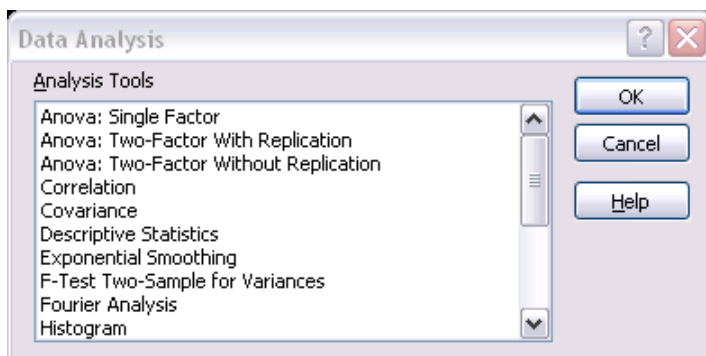 Data Analysis
?
Analysis Tools
Anova: Single Factor
Anova: Two-Factor With Replication
Anova: Two-Factor Without Replication
Correlation
Covariance
Descriptive Statistics
Exponential Smoothing
F-Test Two-Sample for Variances
Fourier Analysis
Histogram
OK
Cancel
Help